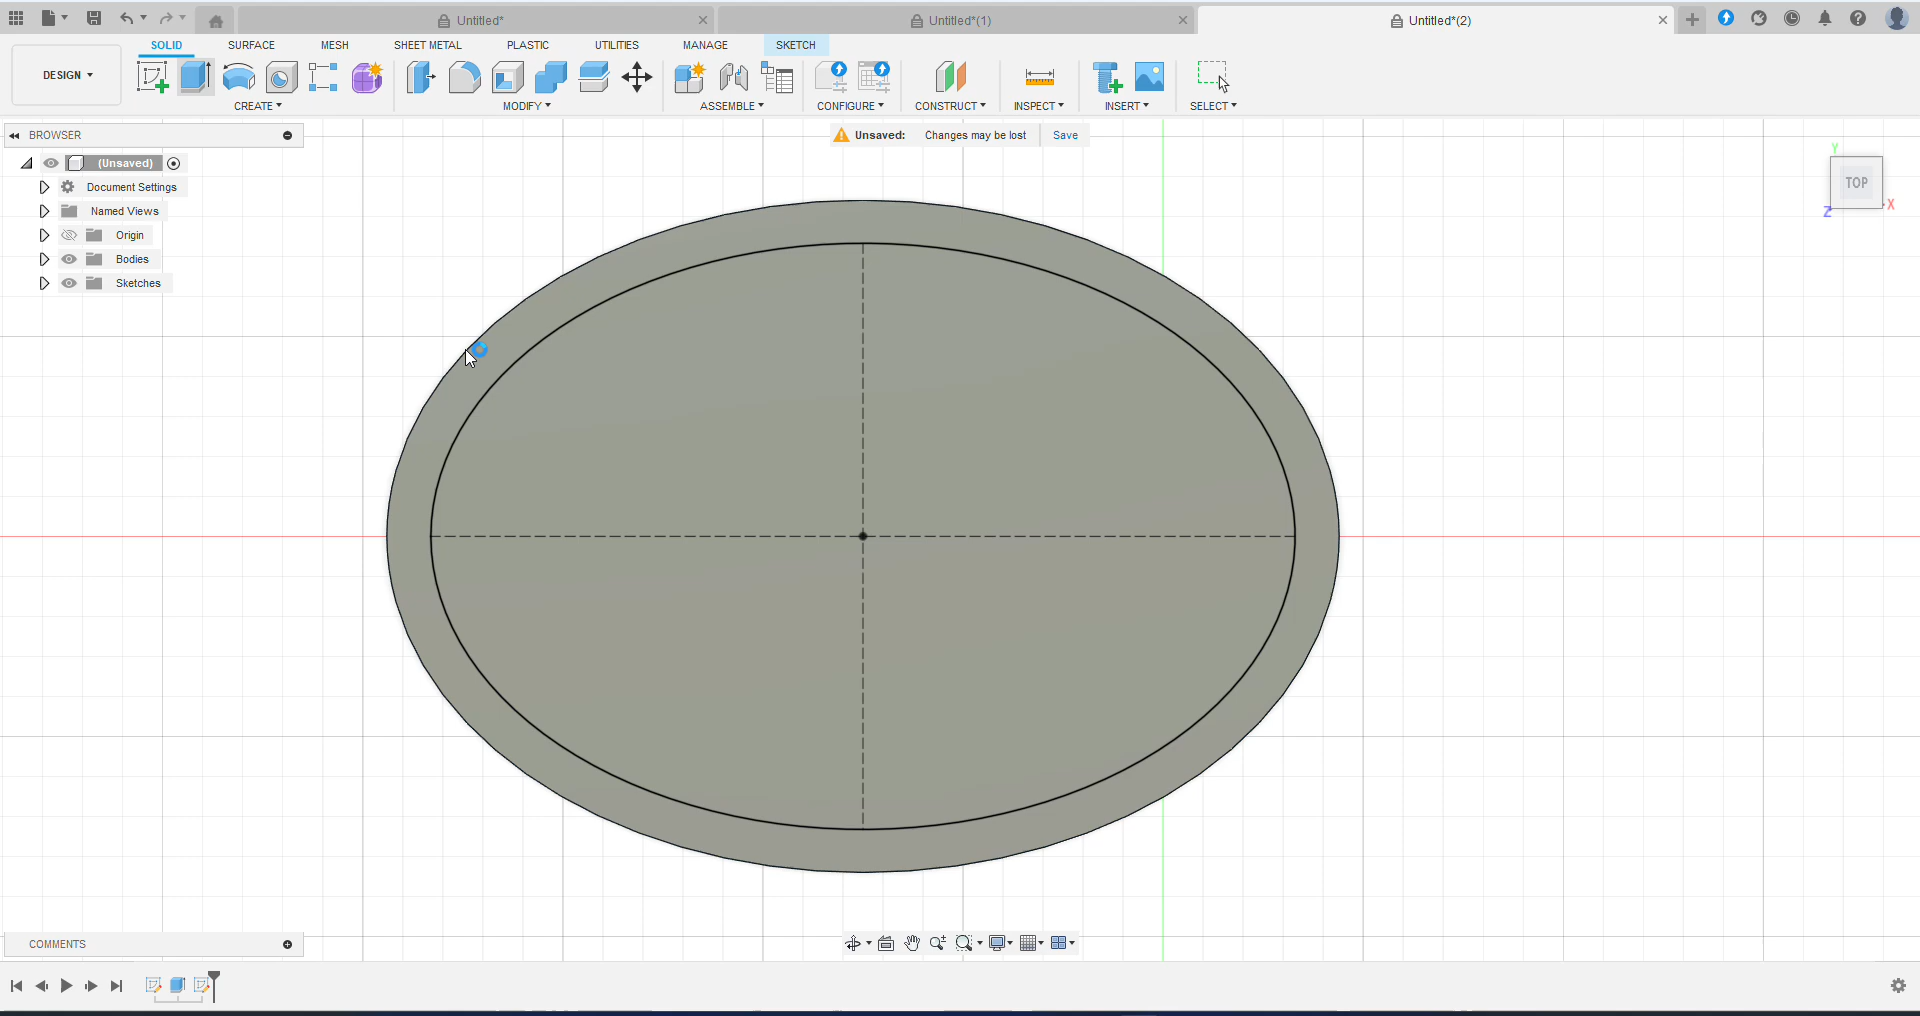 Untitled*
Untitled*(1)
Untitled*(2)
SOLID SURFACE MESH SHEET METAL PLASTIC UTILITIES MANAGE SKETCH
DESIGN
CREATE MODIFY ASSEMBLE CONFIGURE CONSTRUCT INSPECT INSERT SELECT
BROWSER
Unsaved: Changes may be lost Save
(Unsaved)
Document Settings
Named Views
Origin
Bodies
Sketches
Y
TOP
X
Z
COMMENTS